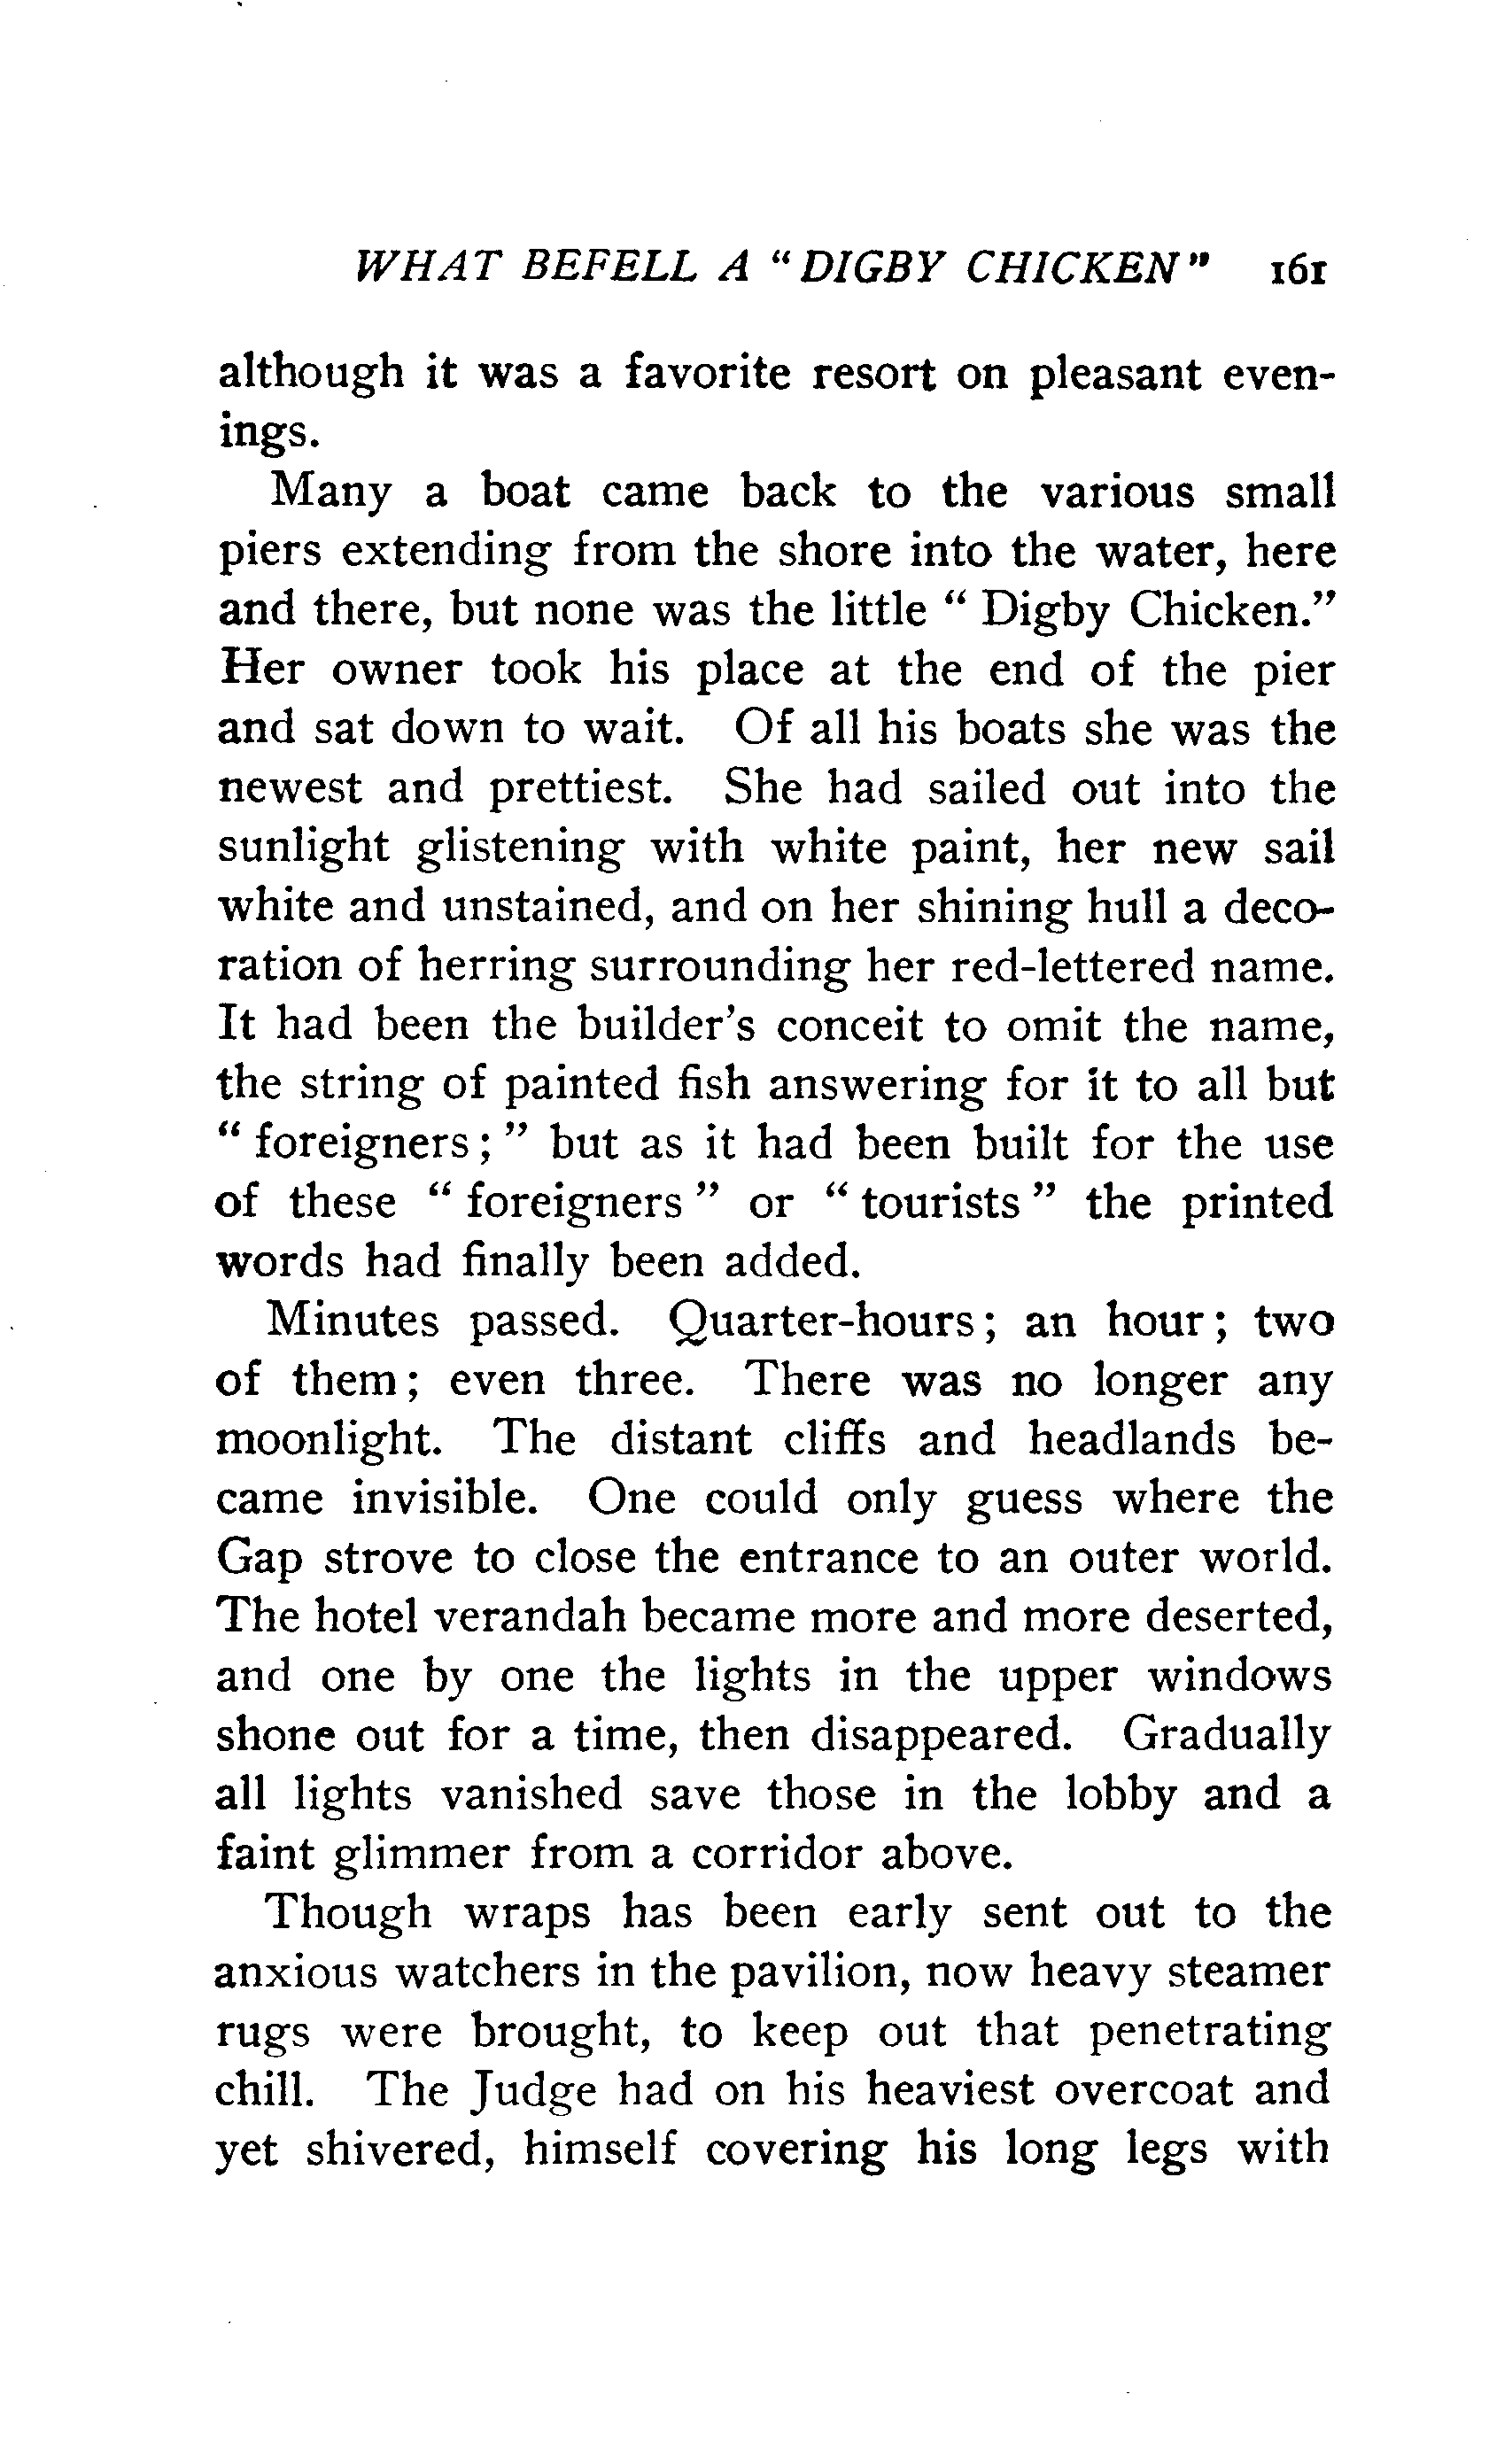 WHAT BEFELL A "DIGBY CHICKEN" 161
although it was a favorite resort on pleasant even-
ings.
Many a boat came back to the various small
piers extending from the shore into the water, here
and there, but none was the little " Digby Chicken."
Her owner took his place at the end of the pier
and sat down to wait. Of all his boats she was the
newest and prettiest. She had sailed out into the
sunlight glistening with white paint, her new sail
white and unstained, and on her shining hull a deco-
ration of herring surrounding her red-lettered name.
It had been the builder's conceit to omit the name,
the string of painted fish answering for it to all but
" foreigners ; " but as it had been built for the use
of these " foreigners " or " tourists " the printed
words had finally been added.
Minutes passed. Quarter-hours ; an hour ; two
of them ; even three. There was no longer any
moonlight. The distant cliffs and headlands be-
came invisible. One could only guess where the
Gap strove to close the entrance to an outer world.
The hotel verandah became more and more deserted,
and one by one the lights in the upper windows
shone out for a time, then disappeared. Gradually
all lights vanished save those in the lobby and a
faint glimmer from a corridor above.
Though wraps has been early sent out to the
anxious watchers in the pavilion, now heavy steamer
rugs were brought, to keep out that penetrating
chill. The Judge had on his heaviest overcoat and
yet shivered, himself covering his long legs with